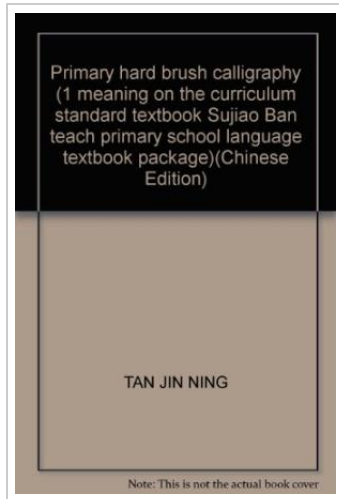 Primary hard brush calligraphy
(1 meaning on the curriculum
standard textbook Sujiao Ban
teach primary school language
textbook package)(Chinese
Edition)
TAN JIN NING
Note: This is not the actual book cover